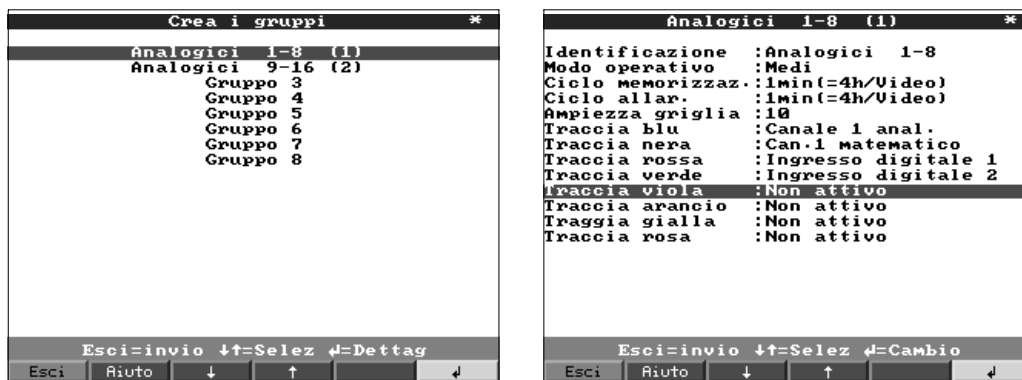 Crea i gruppi *
Analogici 1-8 (1)
Analogici 9-16 (2)
Gruppo 3
Gruppo 4
Gruppo 5
Gruppo 6
Gruppo 7
Gruppo 8
Esci=invio ↓↑=Selez ↲=Dettag
Esci Aiuto ↓ ↑ ↲
Analogici 1-8 (1) *
Identificazione :Analogici 1-8
Modo operativo :Medi
Ciclo memorizzaz.:1min(=4h/Video)
Ciclo allar. :1min(=4h/Video)
Ampiezza griglia :10
Traccia blu :Canale 1 anal.
Traccia nera :Can.1 matematico
Traccia rossa :Ingresso digitale 1
Traccia verde :Ingresso digitale 2
Traccia viola :Non attivo
Traccia arancio :Non attivo
Traggia gialla :Non attivo
Traccia rosa :Non attivo
Esci=invio ↓↑=Selez ↲=Cambio
Esci Aiuto ↓ ↑ ↲